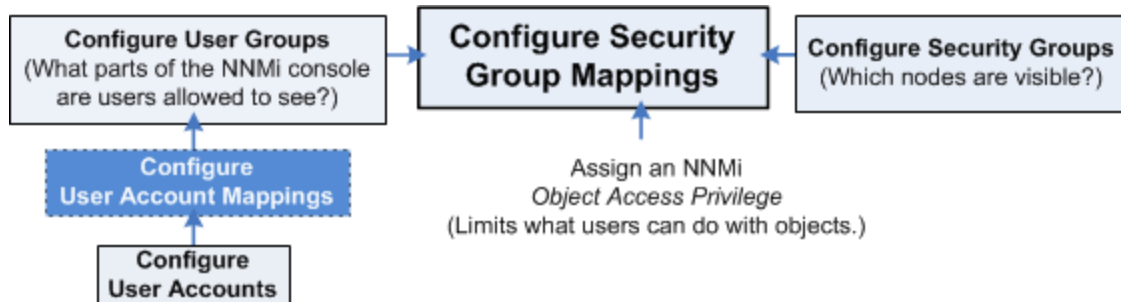 Configure User Groups
(What parts of the NNMi console
are users allowed to see?)
Configure Security
Group Mappings
Configure Security Groups
(Which nodes are visible?)
Configure
User Account Mappings
Assign an NNMi
Object Access Privilege
(Limits what users can do with objects.)
Configure
User Accounts